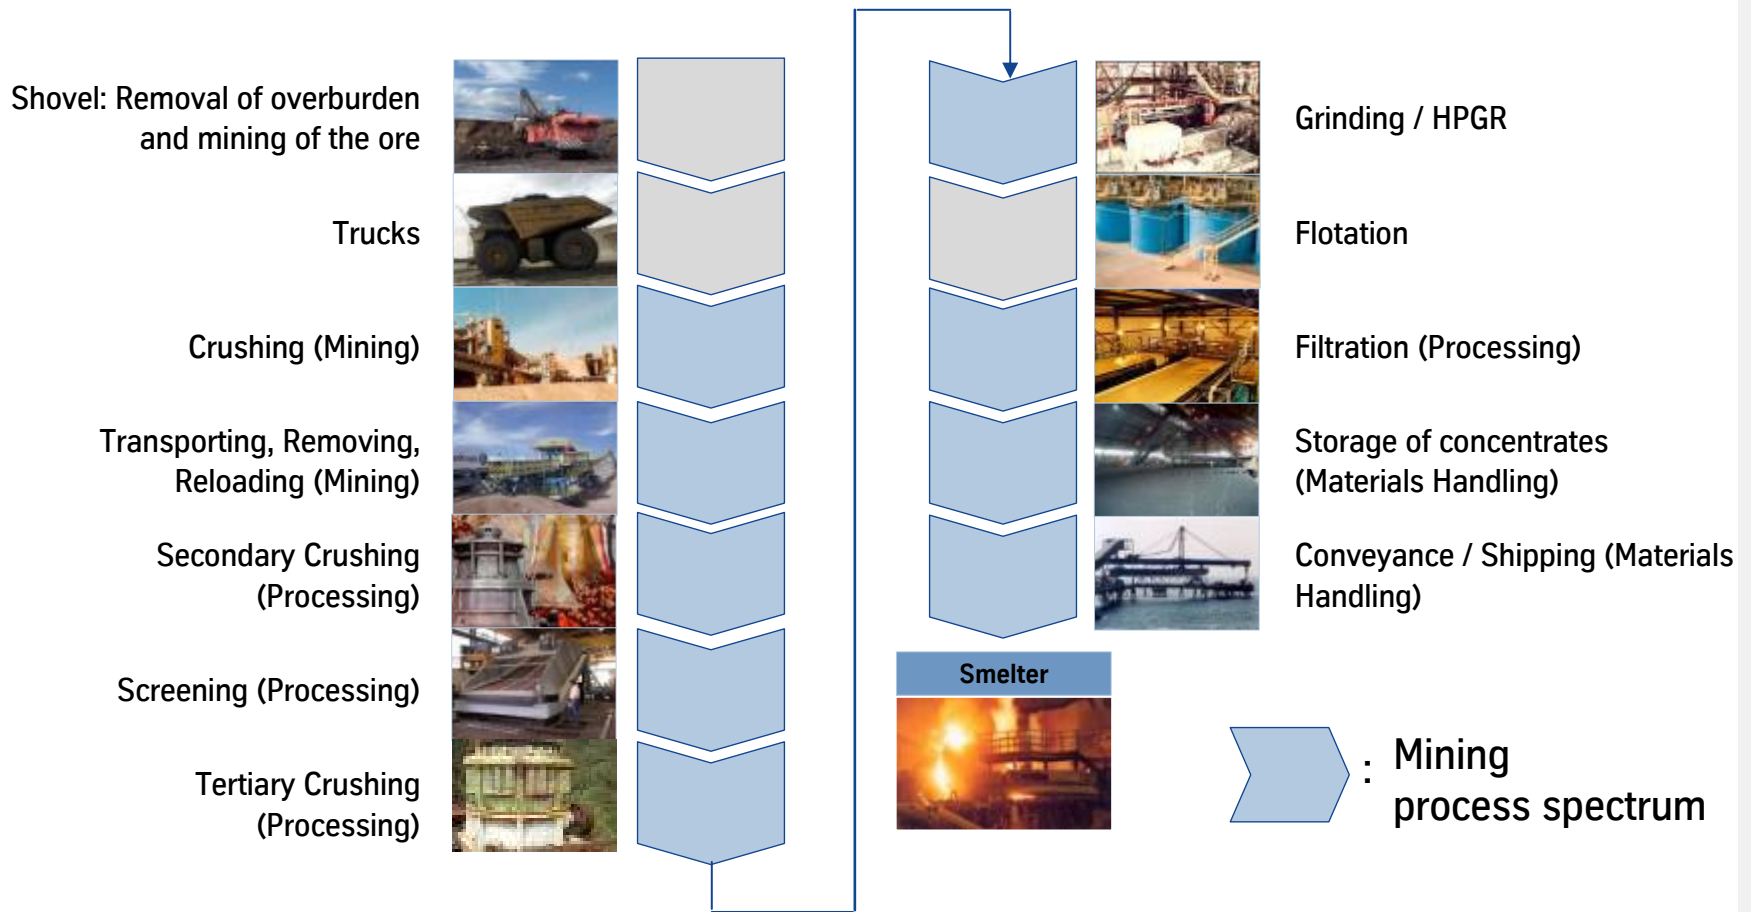 Shovel: Removal of overburden
and mining of the ore
Trucks
Crushing (Mining)
Transporting, Removing,
Reloading (Mining)
Secondary Crushing
(Processing)
Screening (Processing)
Tertiary Crushing
(Processing)
Grinding / HPGR
Flotation
Filtration (Processing)
Storage of concentrates
(Materials Handling)
Conveyance / Shipping (Materials
Handling)
Smelter
: Mining
process spectrum